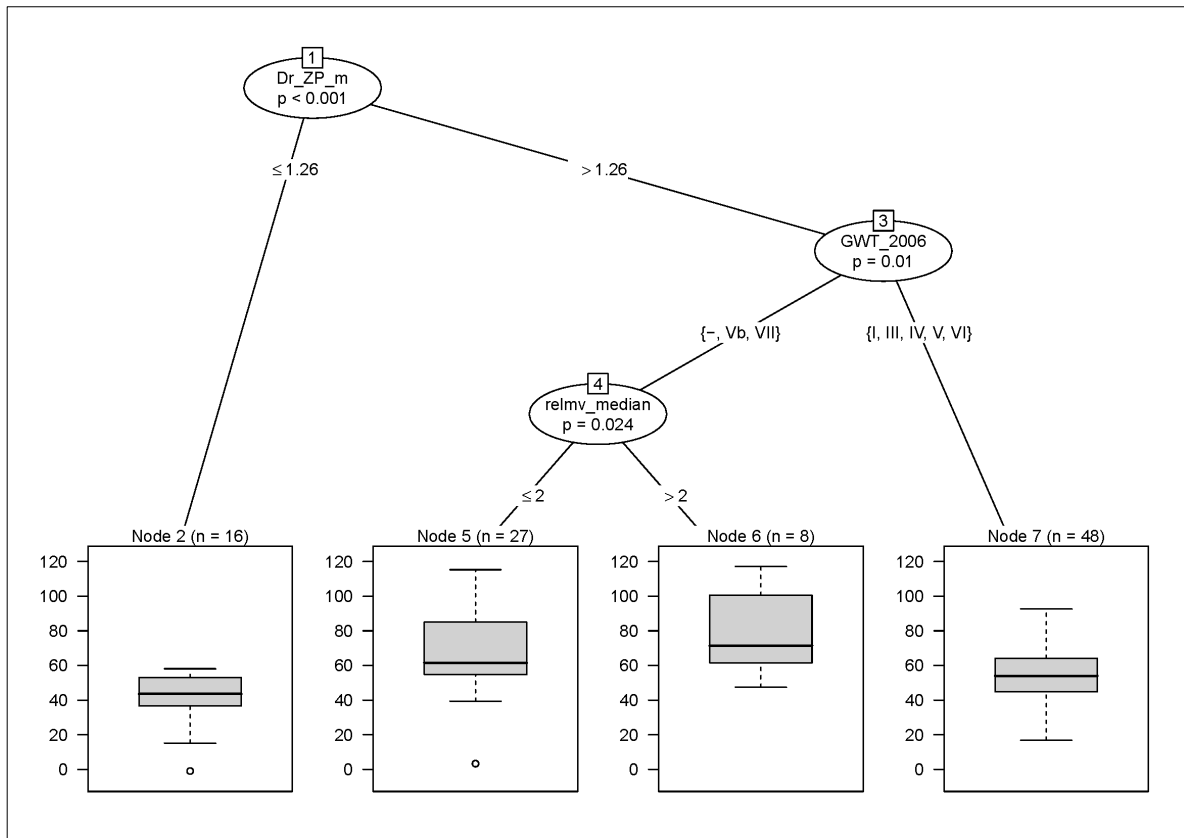 1
Dr_ZP_m
p < 0.001
≤ 1.26
> 1.26
3
GWT_2006
p = 0.01
{−, Vb, VII}
{I, III, IV, V, VI}
4
relmv_median
p = 0.024
≤ 2
> 2
Node 2 (n = 16)
120
100
80
60
40
20
0
Node 5 (n = 27)
120
100
80
60
40
20
0
Node 6 (n = 8)
120
100
80
60
40
20
0
Node 7 (n = 48)
120
100
80
60
40
20
0